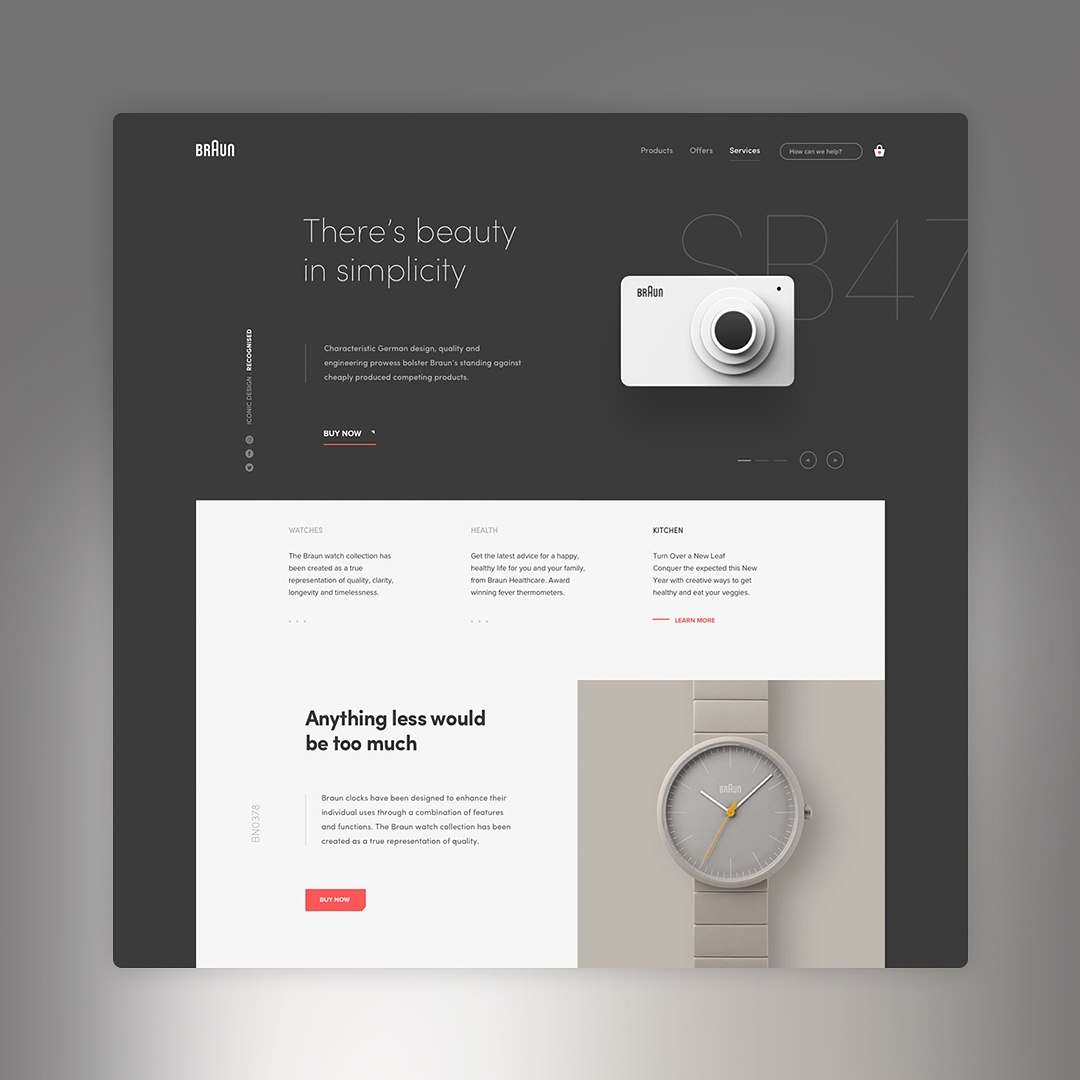 BRAUN
Products Offers Services How can we help?
There's beauty
in simplicity
SB47
BRAUN
ICONIC DESIGN | RECOGNISED
Characteristic German design, quality and
engineering prowess bolster Braun's standing against
cheaply produced competing products.
BUY NOW
WATCHES
The Braun watch collection has
been created as a true
representation of quality, clarity,
longevity and timelessness.
HEALTH
Get the latest advice for a happy,
healthy life for you and your family,
from Braun Healthcare. Award
winning fever thermometers.
KITCHEN
Turn Over a New Leaf
Conquer the expected this New
Year with creative ways to get
healthy and eat your veggies.
LEARN MORE
Anything less would
be too much
BN0378
Braun clocks have been designed to enhance their
individual uses through a combination of features
and functions. The Braun watch collection has been
created as a true representation of quality.
BUY NOW
BRAUN